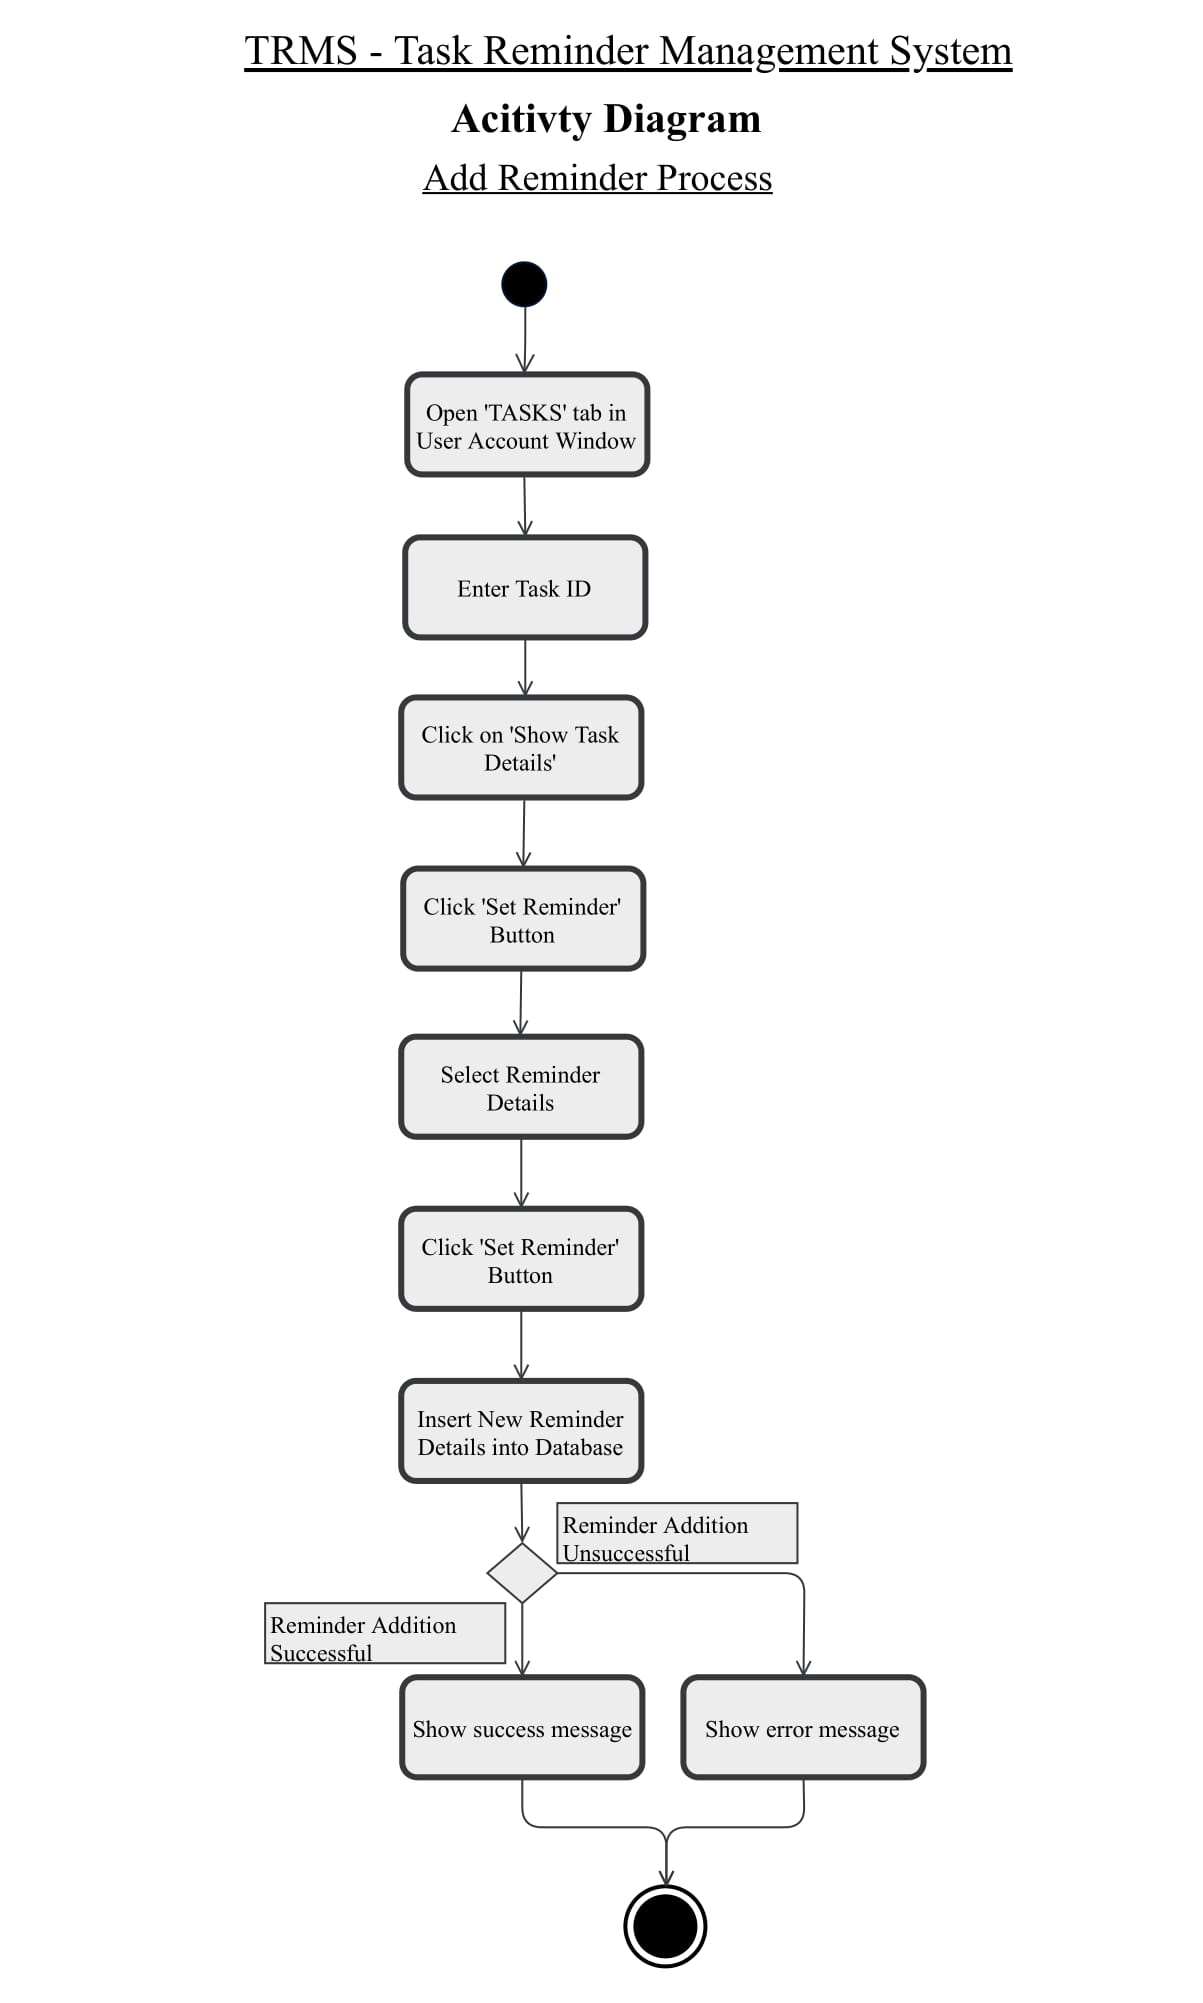 TRMS - Task Reminder Management System
Acitivty Diagram
Add Reminder Process
Open 'TASKS' tab in
User Account Window
Enter Task ID
Click on 'Show Task
Details'
Click 'Set Reminder'
Button
Select Reminder
Details
Click 'Set Reminder'
Button
Insert New Reminder
Details into Database
Reminder Addition
Unsuccessful
Reminder Addition
Successful
Show success message
Show error message